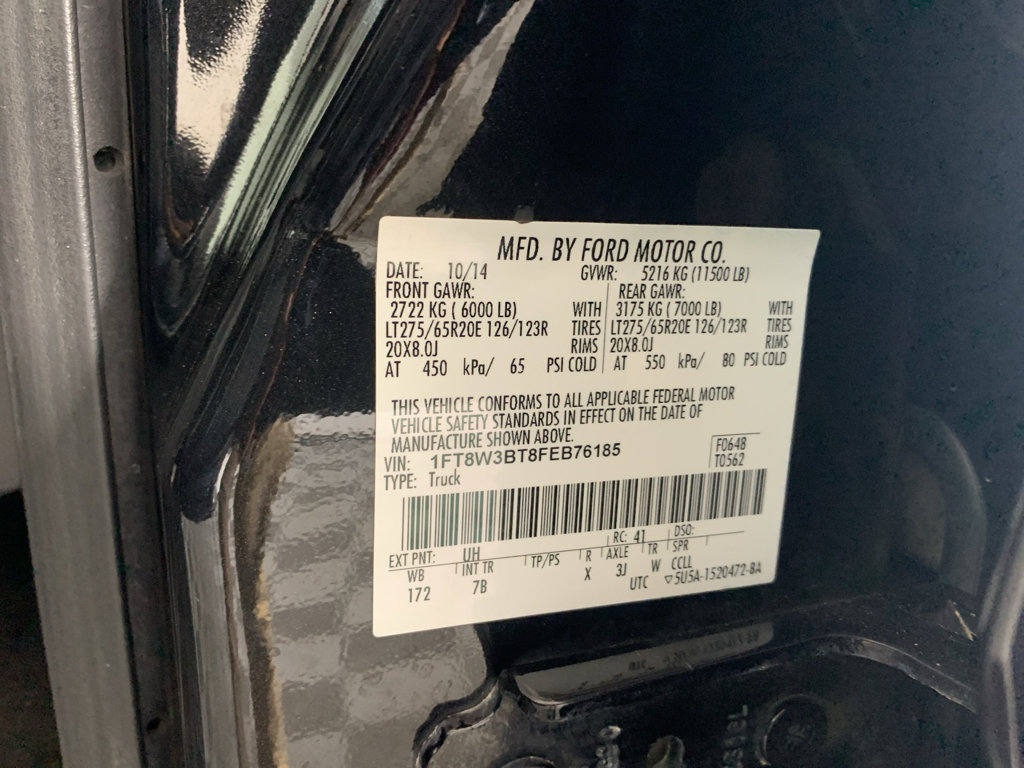 MFD. BY FORD MOTOR CO.
DATE: 10/14 GVWR: 5216 KG (11500 LB)
FRONT GAWR: REAR GAWR:
2722 KG ( 6000 LB) WITH 3175 KG ( 7000 LB) WITH
LT275/65R20E 126/123R TIRES LT275/65R20E 126/123R TIRES
20X8.0J RIMS 20X8.0J RIMS
AT 450 kPa/ 65 PSI COLD AT 550 kPa/ 80 PSI COLD
THIS VEHICLE CONFORMS TO ALL APPLICABLE FEDERAL MOTOR
VEHICLE SAFETY STANDARDS IN EFFECT ON THE DATE OF
MANUFACTURE SHOWN ABOVE.
VIN: 1FT8W3BT8FEB76185 F0648
TYPE: Truck T0562
EXT PNT: UH RC: 41 DSO:
WB INT TR TP/PS R AXLE TR SPR
172 7B X 3J W CCLL
UTC ▽5U5A-1520472-BA